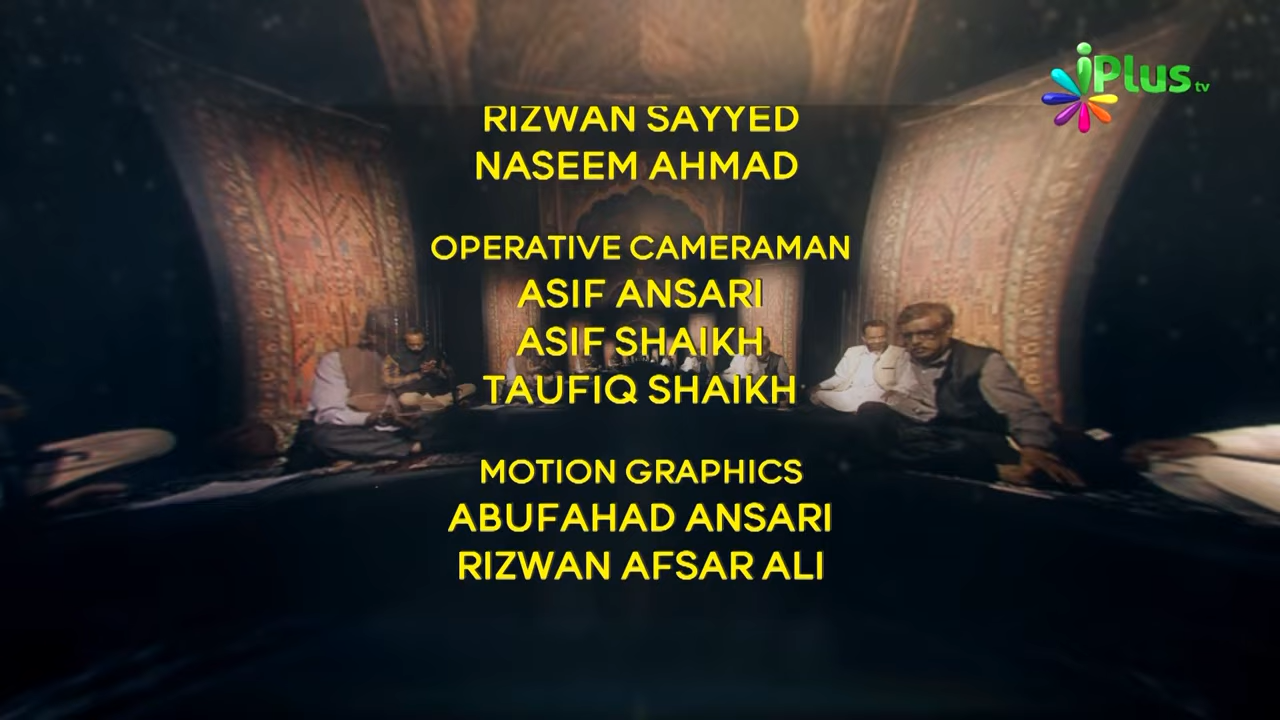 iPlus tv
RIZWAN SAYYED
NASEEM AHMAD
OPERATIVE CAMERAMAN
ASIF ANSARI
ASIF SHAIKH
TAUFIQ SHAIKH
MOTION GRAPHICS
ABUFAHAD ANSARI
RIZWAN AFSAR ALI